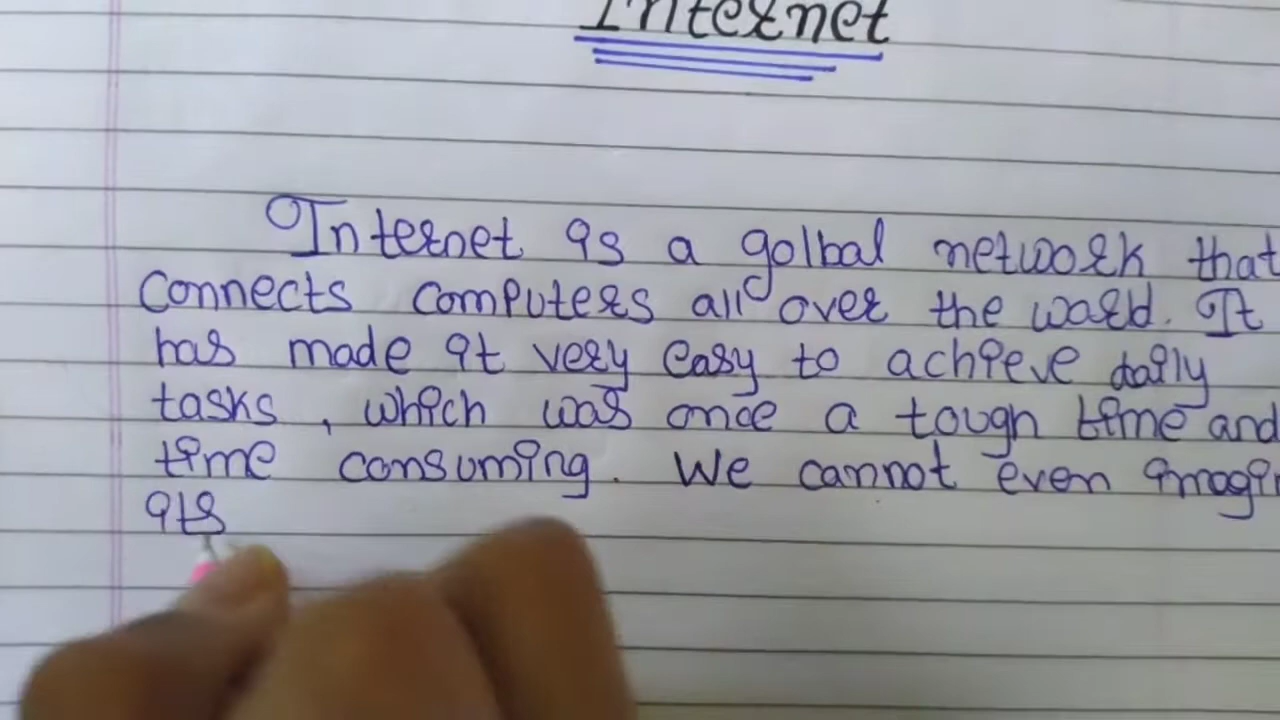 Internet
Internet is a golbal network that
connects computers all over the warld. It
has made it very easy to achieve daily
tasks, which was once a tough time and
time consuming. We cannot even imagin
its